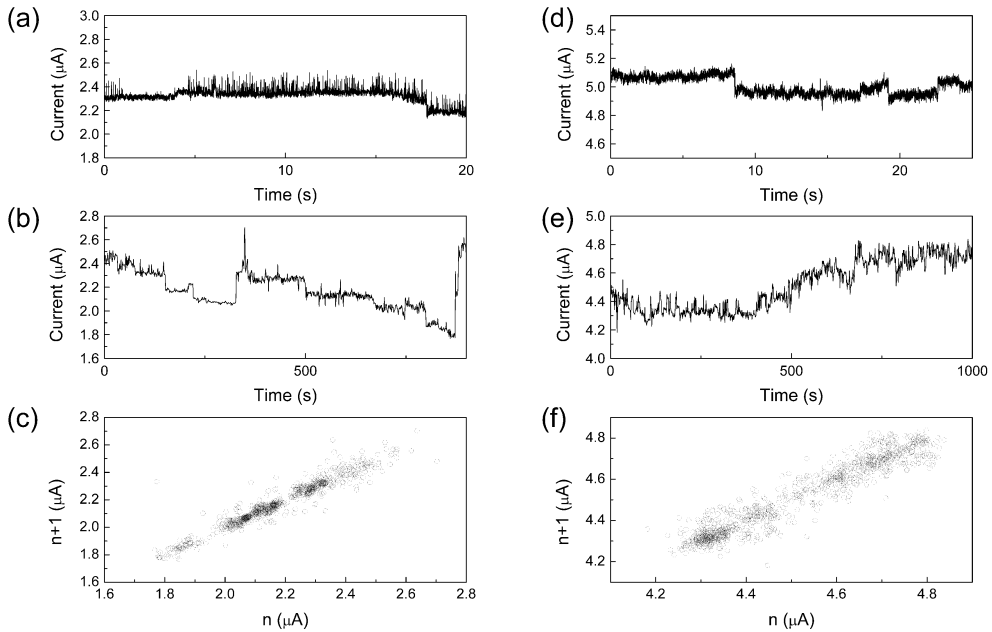 (a)
3.0
2.8
2.6
2.4
2.2
2.0
1.8
Current (μA)
0 10 20
Time (s)
(b)
2.8
2.6
2.4
2.2
2.0
1.8
1.6
Current (μA)
0 500
Time (s)
(c)
2.8
2.6
2.4
2.2
2.0
1.8
1.6
n+1 (μA)
1.6 1.8 2.0 2.2 2.4 2.6 2.8
n (μA)
(d)
5.4
5.2
5.0
4.8
4.6
Current (μA)
0 10 20
Time (s)
(e)
5.0
4.8
4.6
4.4
4.2
4.0
Current (μA)
0 500 1000
Time (s)
(f)
4.8
4.6
4.4
4.2
n+1 (μA)
4.2 4.4 4.6 4.8
n (μA)